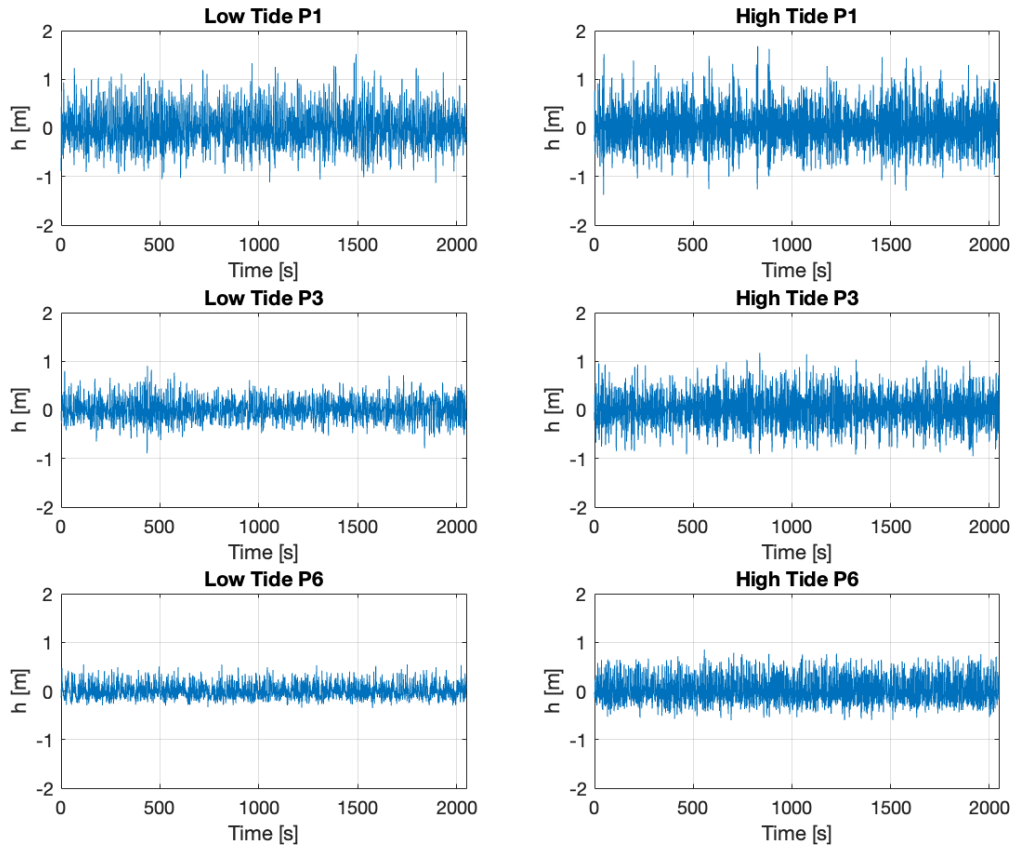 Low Tide P1
2
1
0
-1
-2
h [m]
0 500 1000 1500 2000
Time [s]
High Tide P1
2
1
0
-1
-2
h [m]
0 500 1000 1500 2000
Time [s]
Low Tide P3
2
1
0
-1
-2
h [m]
0 500 1000 1500 2000
Time [s]
High Tide P3
2
1
0
-1
-2
h [m]
0 500 1000 1500 2000
Time [s]
Low Tide P6
2
1
0
-1
-2
h [m]
0 500 1000 1500 2000
Time [s]
High Tide P6
2
1
0
-1
-2
h [m]
0 500 1000 1500 2000
Time [s]